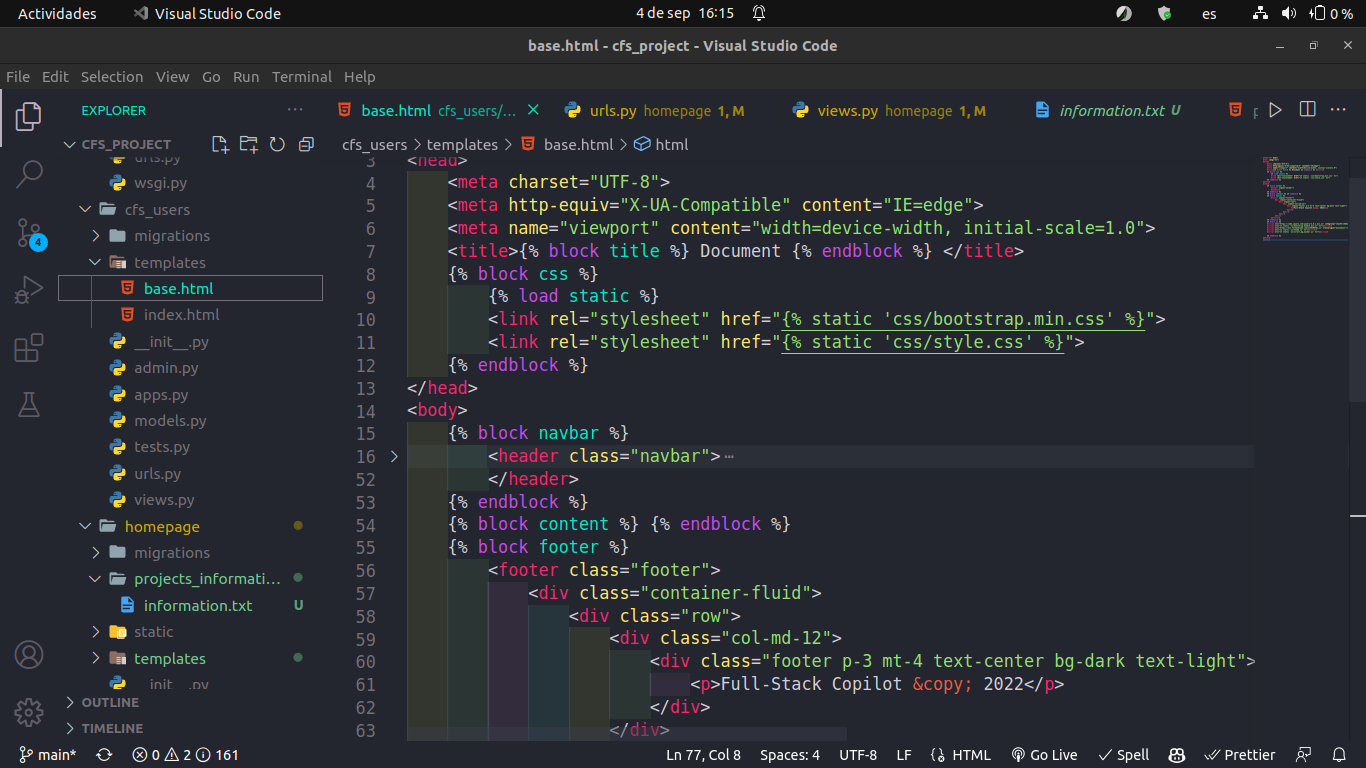 Actividades Visual Studio Code 4 de sep 16:15 es 0 %
base.html - cfs_project - Visual Studio Code
File Edit Selection View Go Run Terminal Help
EXPLORER
base.html cfs_users/... urls.py homepage 1, M views.py homepage 1, M information.txt U
CFS_PROJECT
cfs_users > templates > base.html > html
urls.py
wsgi.py
cfs_users
migrations
templates
base.html
index.html
__init__.py
admin.py
apps.py
models.py
tests.py
urls.py
views.py
homepage
migrations
projects_informati...
information.txt U
static
templates
__init__.py
OUTLINE
TIMELINE
4
3 <head>
4 <meta charset="UTF-8">
5 <meta http-equiv="X-UA-Compatible" content="IE=edge">
6 <meta name="viewport" content="width=device-width, initial-scale=1.0">
7 <title>{% block title %} Document {% endblock %} </title>
8 {% block css %}
9 {% load static %}
10 <link rel="stylesheet" href="{% static 'css/bootstrap.min.css' %}">
11 <link rel="stylesheet" href="{% static 'css/style.css' %}">
12 {% endblock %}
13 </head>
14 <body>
15 {% block navbar %}
16 <header class="navbar">⋯
52 </header>
53 {% endblock %}
54 {% block content %} {% endblock %}
55 {% block footer %}
56 <footer class="footer">
57 <div class="container-fluid">
58 <div class="row">
59 <div class="col-md-12">
60 <div class="footer p-3 mt-4 text-center bg-dark text-light">
61 <p>Full-Stack Copilot &copy; 2022</p>
62 </div>
63 </div>
main* 0 2 161 Ln 77, Col 8 Spaces: 4 UTF-8 LF HTML Go Live Spell Prettier